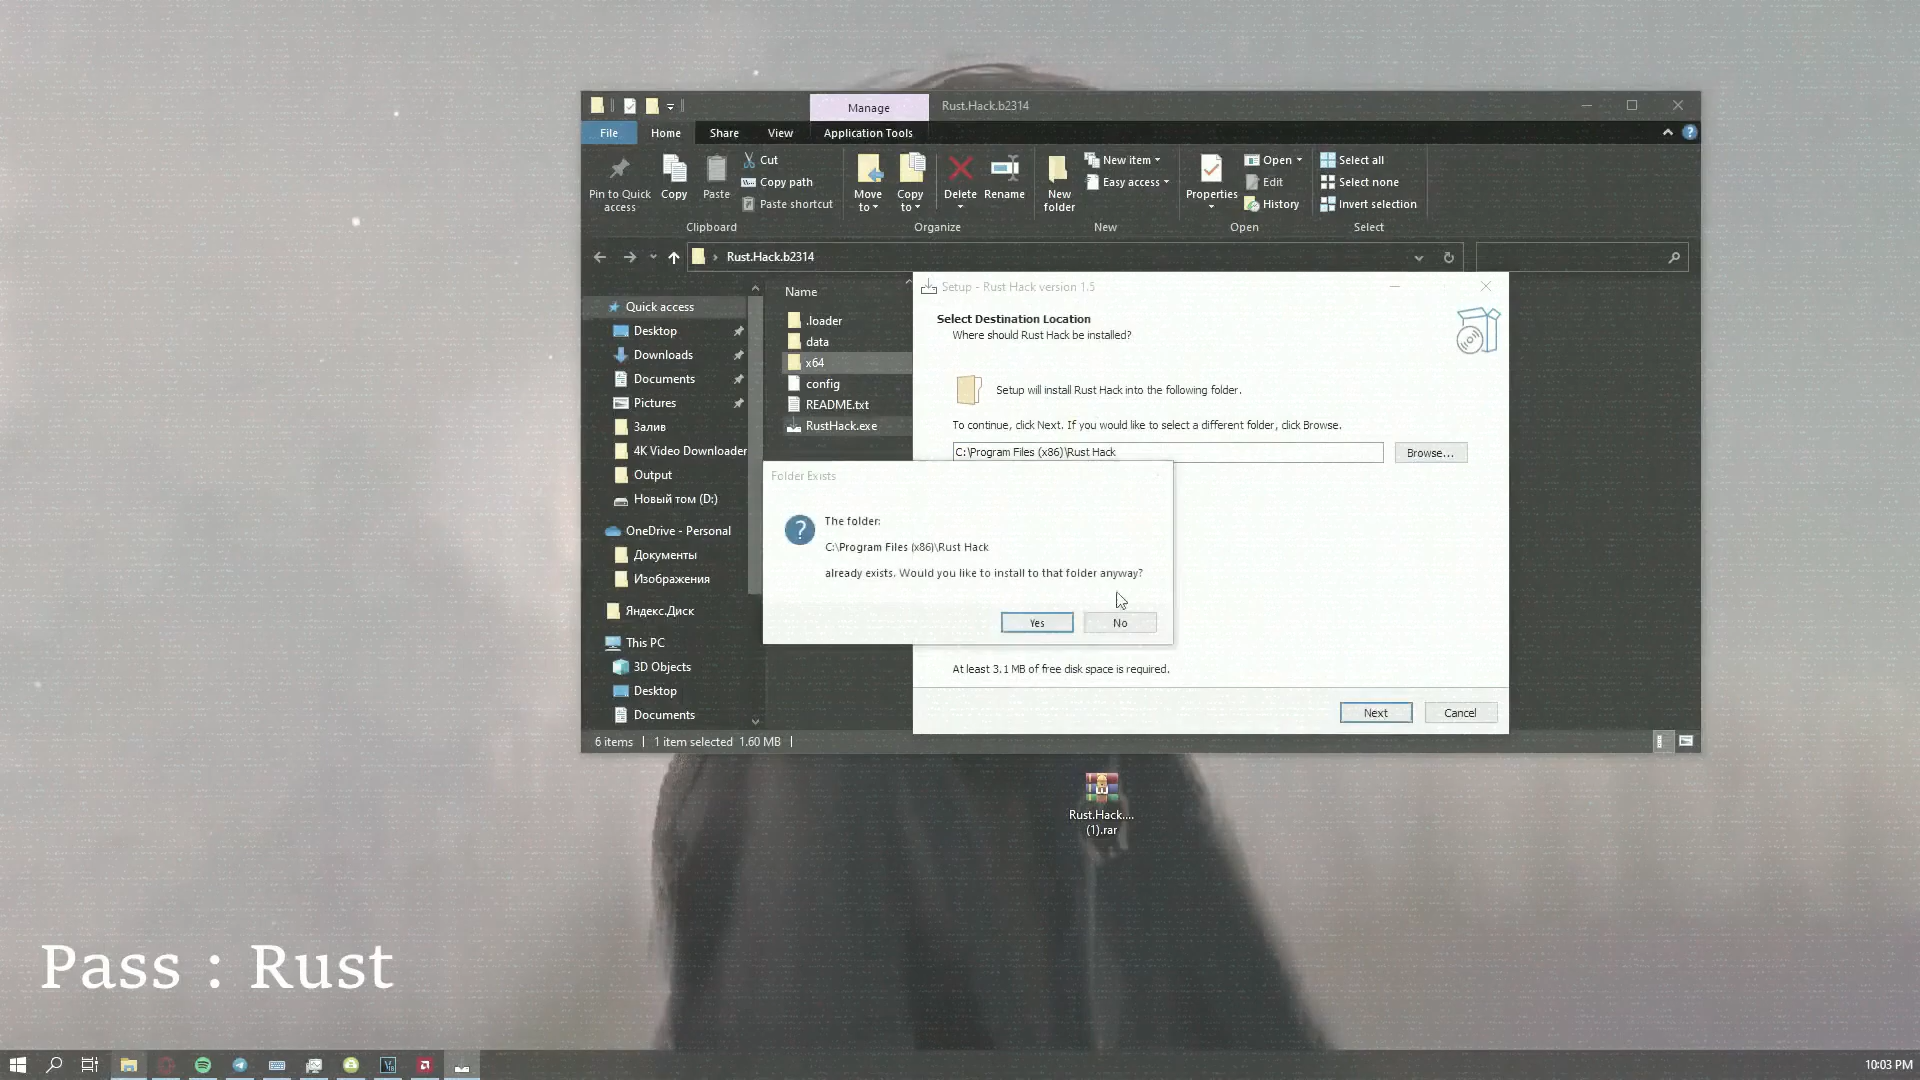 Manage
Rust.Hack.b2314
File
Home
Share
View
Application Tools
Pin to Quick access
Copy
Paste
Cut
Copy path
Paste shortcut
Clipboard
Move to
Copy to
Delete
Rename
Organize
New folder
New item
Easy access
New
Properties
Open
Edit
History
Open
Select all
Select none
Invert selection
Select
Rust.Hack.b2314
Quick access
Desktop
Downloads
Documents
Pictures
Залив
4K Video Downloader
Output
Новый том (D:)
OneDrive - Personal
Документы
Изображения
Яндекс.Диск
This PC
3D Objects
Desktop
Documents
Name
.loader
data
x64
config
README.txt
RustHack.exe
Setup - Rust Hack version 1.5
Select Destination Location
Where should Rust Hack be installed?
Setup will install Rust Hack into the following folder.
To continue, click Next. If you would like to select a different folder, click Browse.
C:\Program Files (x86)\Rust Hack
Browse...
Folder Exists
The folder:
C:\Program Files (x86)\Rust Hack
already exists. Would you like to install to that folder anyway?
Yes
No
At least 3.1 MB of free disk space is required.
Next
Cancel
6 items
1 item selected 1.60 MB
Rust.Hack....
(1).rar
Pass : Rust
10:03 PM